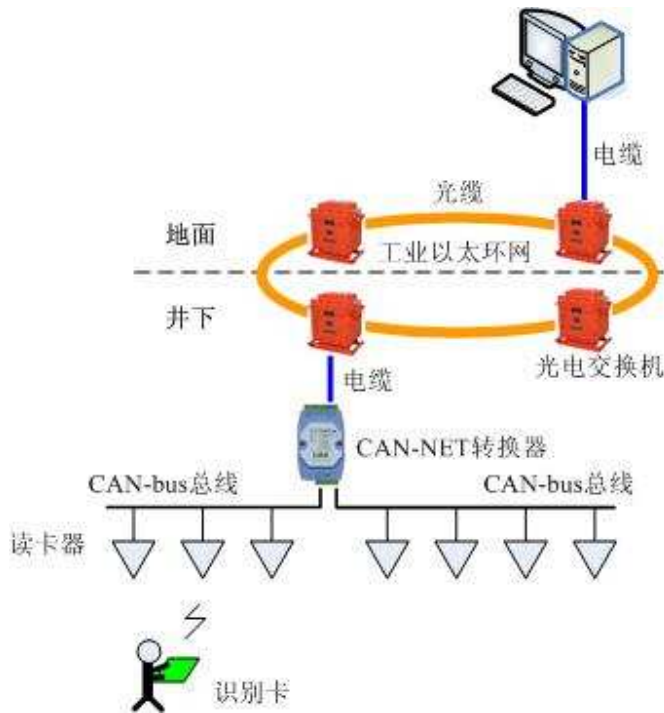 电缆
光缆
地面
工业以太环网
井下
光电交换机
电缆
CAN-NET转换器
CAN-bus总线
CAN-bus总线
读卡器
识别卡